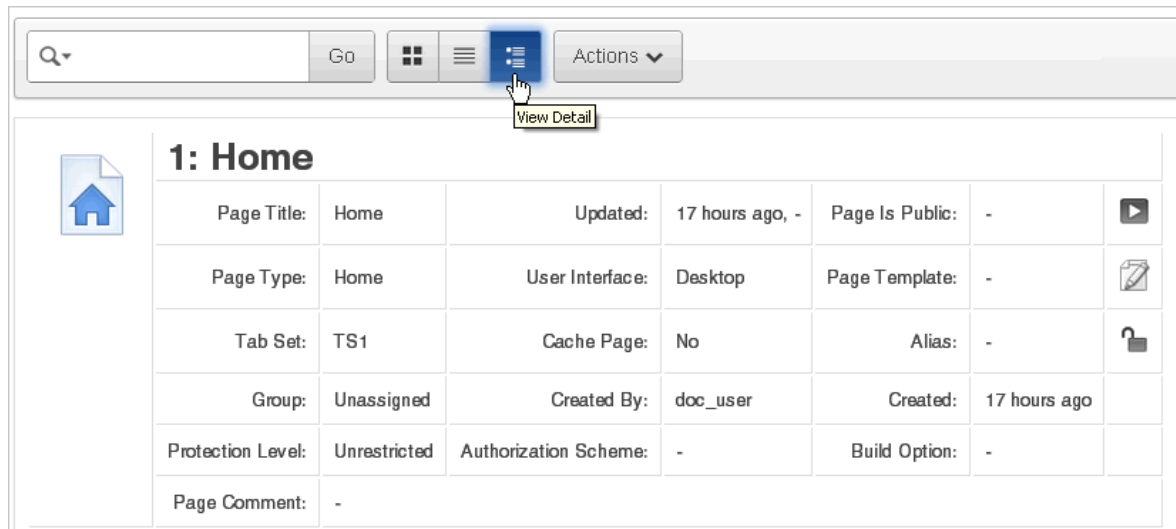 Go Actions
View Detail
1: Home
Page Title: Home Updated: 17 hours ago, - Page Is Public: -
Page Type: Home User Interface: Desktop Page Template: -
Tab Set: TS1 Cache Page: No Alias: -
Group: Unassigned Created By: doc_user Created: 17 hours ago
Protection Level: Unrestricted Authorization Scheme: - Build Option: -
Page Comment: -